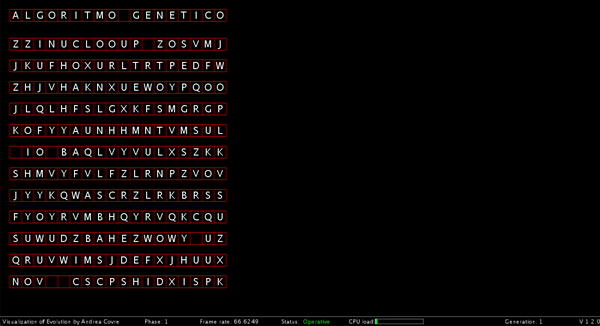 ALGORITMO GENETICO
ZZINUCLOOUP ZOSVMJ
JKUFHOXURLTRTPEDFW
ZHJVHAKNXUEWOYPQOO
JLQLHFSLGXKFSMGRGP
KOFYYAUNHHMNTVMSUL
IO BAQLVYVULXSZKK
SHMVYFVLFZLRNPZVOV
JYYKQWASCRZLRKBRSS
FYOYRVMBHQYRVQKCQU
SUWUDZBAHEZWOWY UZ
QRUVWIMSJDEFXJHUUX
NOV  CSCPSHIDXISPK
Visualization of Evolution by Andrea Covre Phase: 1 Frame rate: 66.6249 Status: Operative CPU load Generation: 1 V 1.2.0